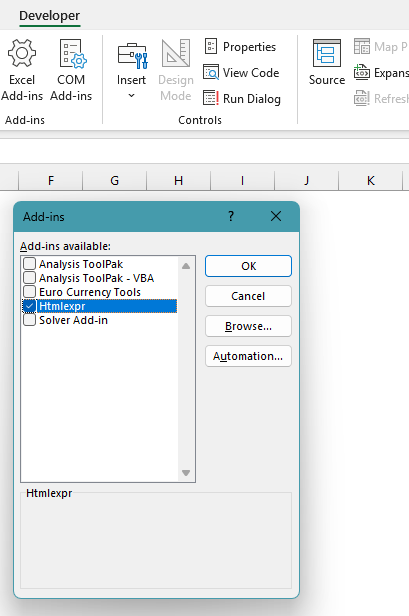 Developer
Excel Add-ins
COM Add-ins
Insert
Design Mode
Properties
View Code
Run Dialog
Source
Map P
Expans
Refresh
Add-ins
Controls
F G H I J K
Add-ins ?
Add-ins available:
Analysis ToolPak
Analysis ToolPak - VBA
Euro Currency Tools
Htmlexpr
Solver Add-in
OK
Cancel
Browse...
Automation...
Htmlexpr